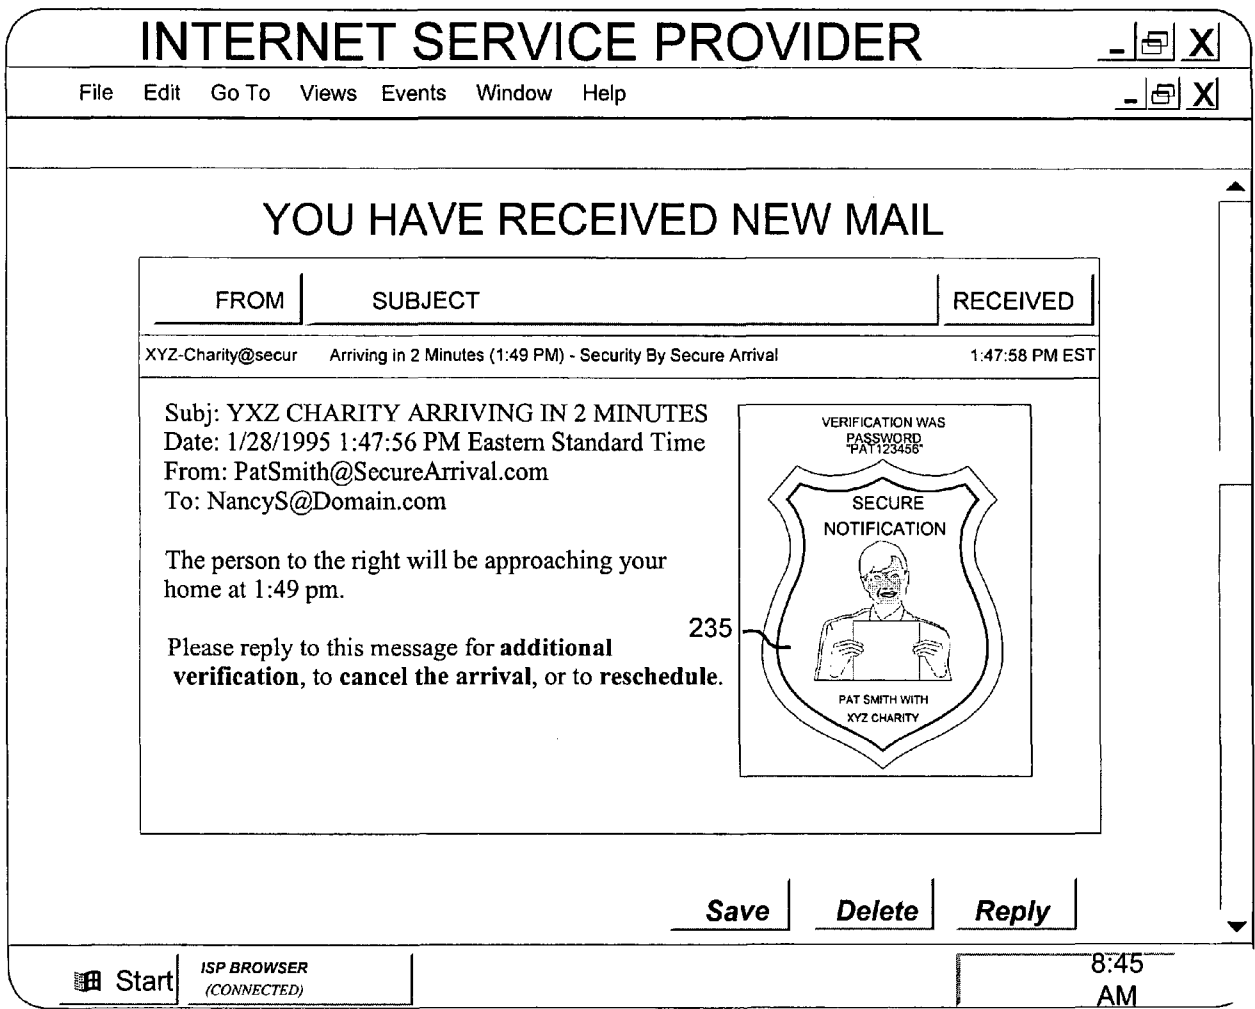 INTERNET SERVICE PROVIDER
File Edit Go To Views Events Window Help
YOU HAVE RECEIVED NEW MAIL
FROM SUBJECT RECEIVED
XYZ-Charity@secur Arriving in 2 Minutes (1:49 PM) - Security By Secure Arrival 1:47:58 PM EST
Subj: YXZ CHARITY ARRIVING IN 2 MINUTES
Date: 1/28/1995 1:47:56 PM Eastern Standard Time
From: PatSmith@SecureArrival.com
To: NancyS@Domain.com
The person to the right will be approaching your
home at 1:49 pm.
Please reply to this message for additional
verification, to cancel the arrival, or to reschedule.
VERIFICATION WAS
PASSWORD
"PAT123456"
SECURE
NOTIFICATION
235
PAT SMITH WITH
XYZ CHARITY
Save Delete Reply
Start
ISP BROWSER
(CONNECTED)
8:45
AM